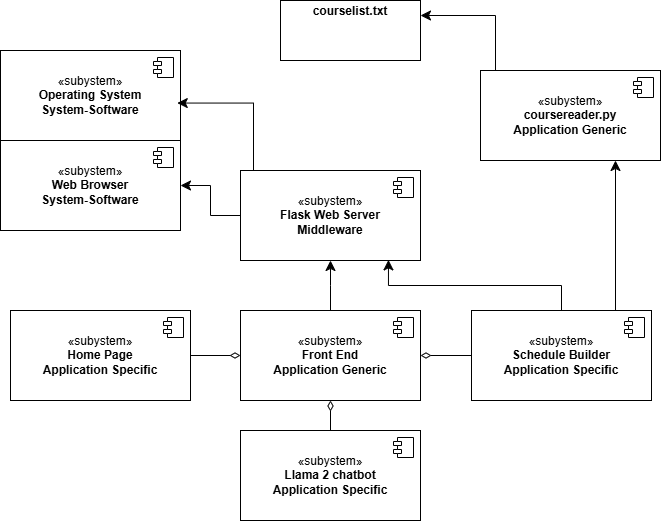 courselist.txt
«subystem»
Operating System
System-Software
«subystem»
coursereader.py
Application Generic
«subystem»
Web Browser
System-Software
«subystem»
Flask Web Server
Middleware
«subystem»
Home Page
Application Specific
«subystem»
Front End
Application Generic
«subystem»
Schedule Builder
Application Specific
«subystem»
Llama 2 chatbot
Application Specific